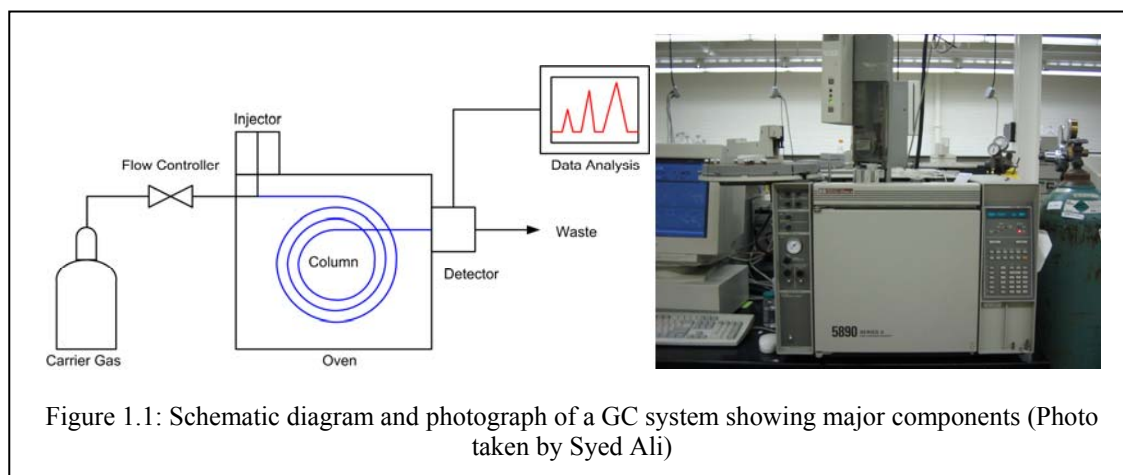 Injector
Flow Controller
Data Analysis
Waste
Column
Detector
Carrier Gas
Oven
5890 SERIES II
Figure 1.1: Schematic diagram and photograph of a GC system showing major components (Photo
taken by Syed Ali)